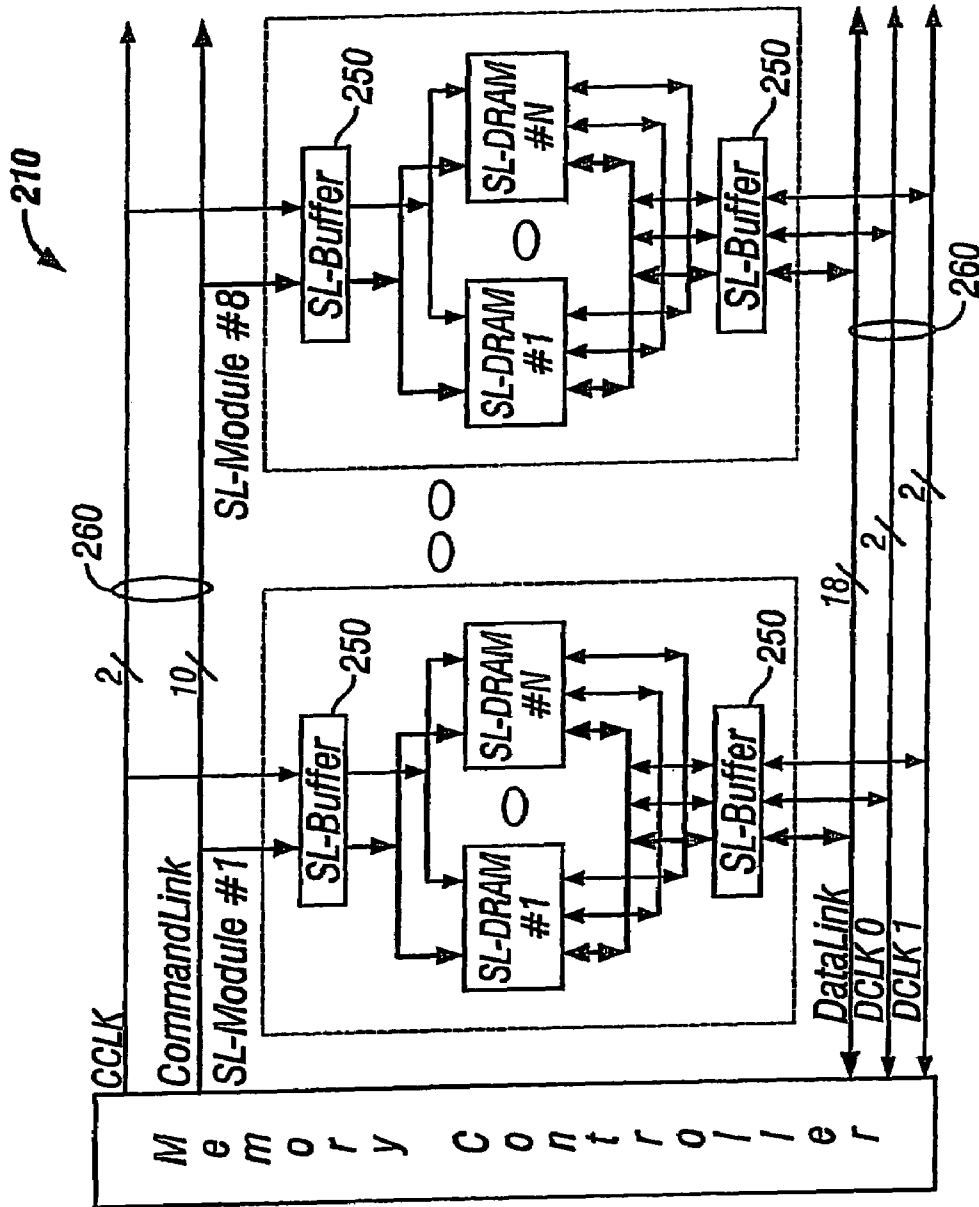 210
CCLK
2
260
CommandLink
10
SL-Module #1
SL-Module #8
SL-Buffer
250
SL-Buffer
250
SL-DRAM
#1
SL-DRAM
#N
SL-DRAM
#1
SL-DRAM
#N
SL-Buffer
250
SL-Buffer
250
DataLink
18
DCLK 0
2
DCLK 1
2
260
Memory Controller